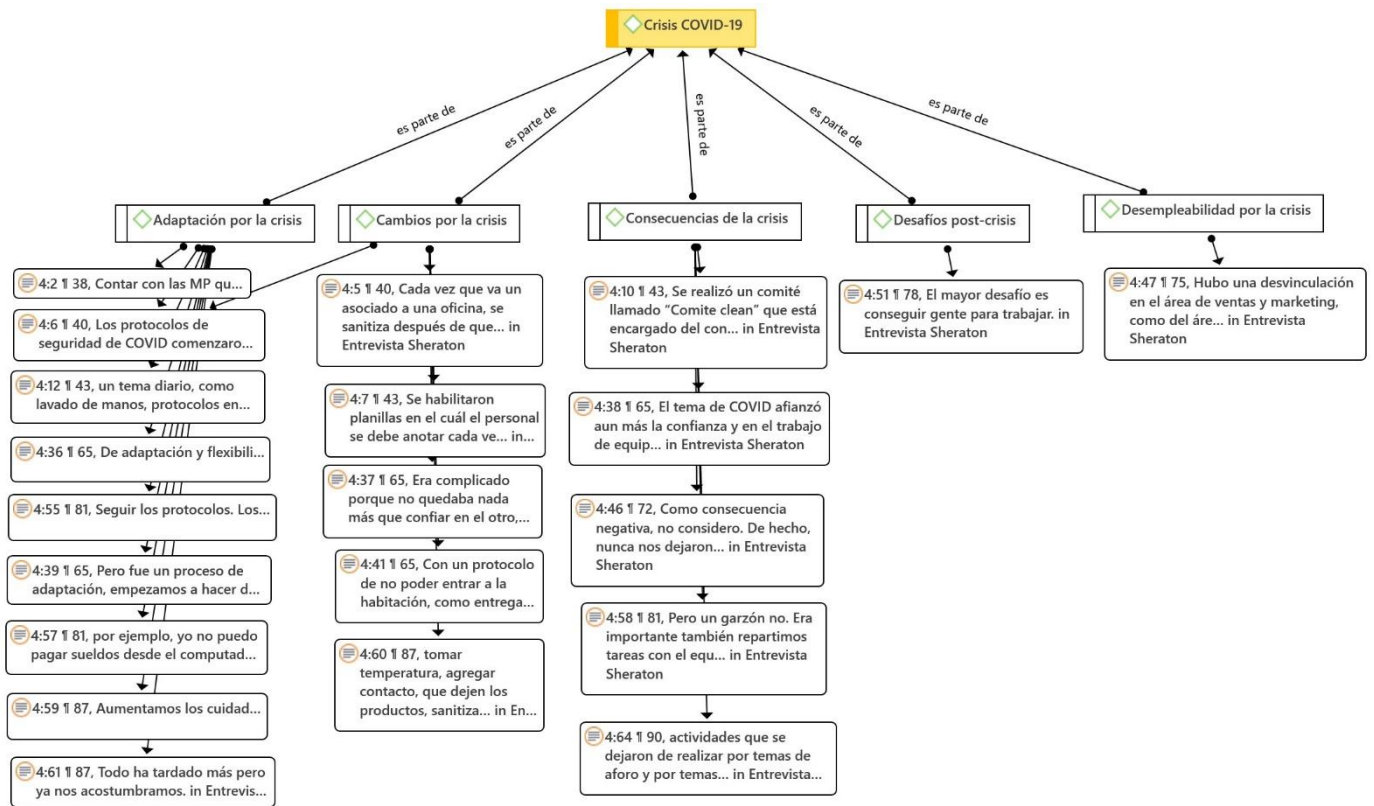 Crisis COVID-19
es parte de
es parte de
es parte de
es parte de
es parte de
Adaptación por la crisis
4:2 ¶ 38, Contar con las MP qu...
4:6 ¶ 40, Los protocolos de
seguridad de COVID comenzaro...
4:12 ¶ 43, un tema diario, como
lavado de manos, protocolos en...
4:36 ¶ 65, De adaptación y flexibili...
4:55 ¶ 81, Seguir los protocolos. Los...
4:39 ¶ 65, Pero fue un proceso de
adaptación, empezamos a hacer d...
4:57 ¶ 81, por ejemplo, yo no puedo
pagar sueldos desde el computad...
4:59 ¶ 87, Aumentamos los cuidad...
4:61 ¶ 87, Todo ha tardado más pero
ya nos acostumbramos. in Entrevis...
Cambios por la crisis
4:5 ¶ 40, Cada vez que va un
asociado a una oficina, se
sanitiza después de que... in
Entrevista Sheraton
4:7 ¶ 43, Se habilitaron
planillas en el cuál el personal
se debe anotar cada ve... in...
4:37 ¶ 65, Era complicado
porque no quedaba nada
más que confiar en el otro,...
4:41 ¶ 65, Con un protocolo
de no poder entrar a la
habitación, como entrega...
4:60 ¶ 87, tomar
temperatura, agregar
contacto, que dejen los
productos, sanitiza... in En...
Consecuencias de la crisis
4:10 ¶ 43, Se realizó un comité
llamado “Comite clean” que está
encargado del con... in Entrevista
Sheraton
4:38 ¶ 65, El tema de COVID afianzó
aun más la confianza y en el trabajo
de equip... in Entrevista Sheraton
4:46 ¶ 72, Como consecuencia
negativa, no considero. De hecho,
nunca nos dejaron... in Entrevista
Sheraton
4:58 ¶ 81, Pero un garzón no. Era
importante también repartimos
tareas con el equ... in Entrevista
Sheraton
4:64 ¶ 90, actividades que se
dejaron de realizar por temas de
aforo y por temas... in Entrevista...
Desafíos post-crisis
4:51 ¶ 78, El mayor desafío es
conseguir gente para trabajar. in
Entrevista Sheraton
Desempleabilidad por la crisis
4:47 ¶ 75, Hubo una desvinculación
en el área de ventas y marketing,
como del áre... in Entrevista
Sheraton